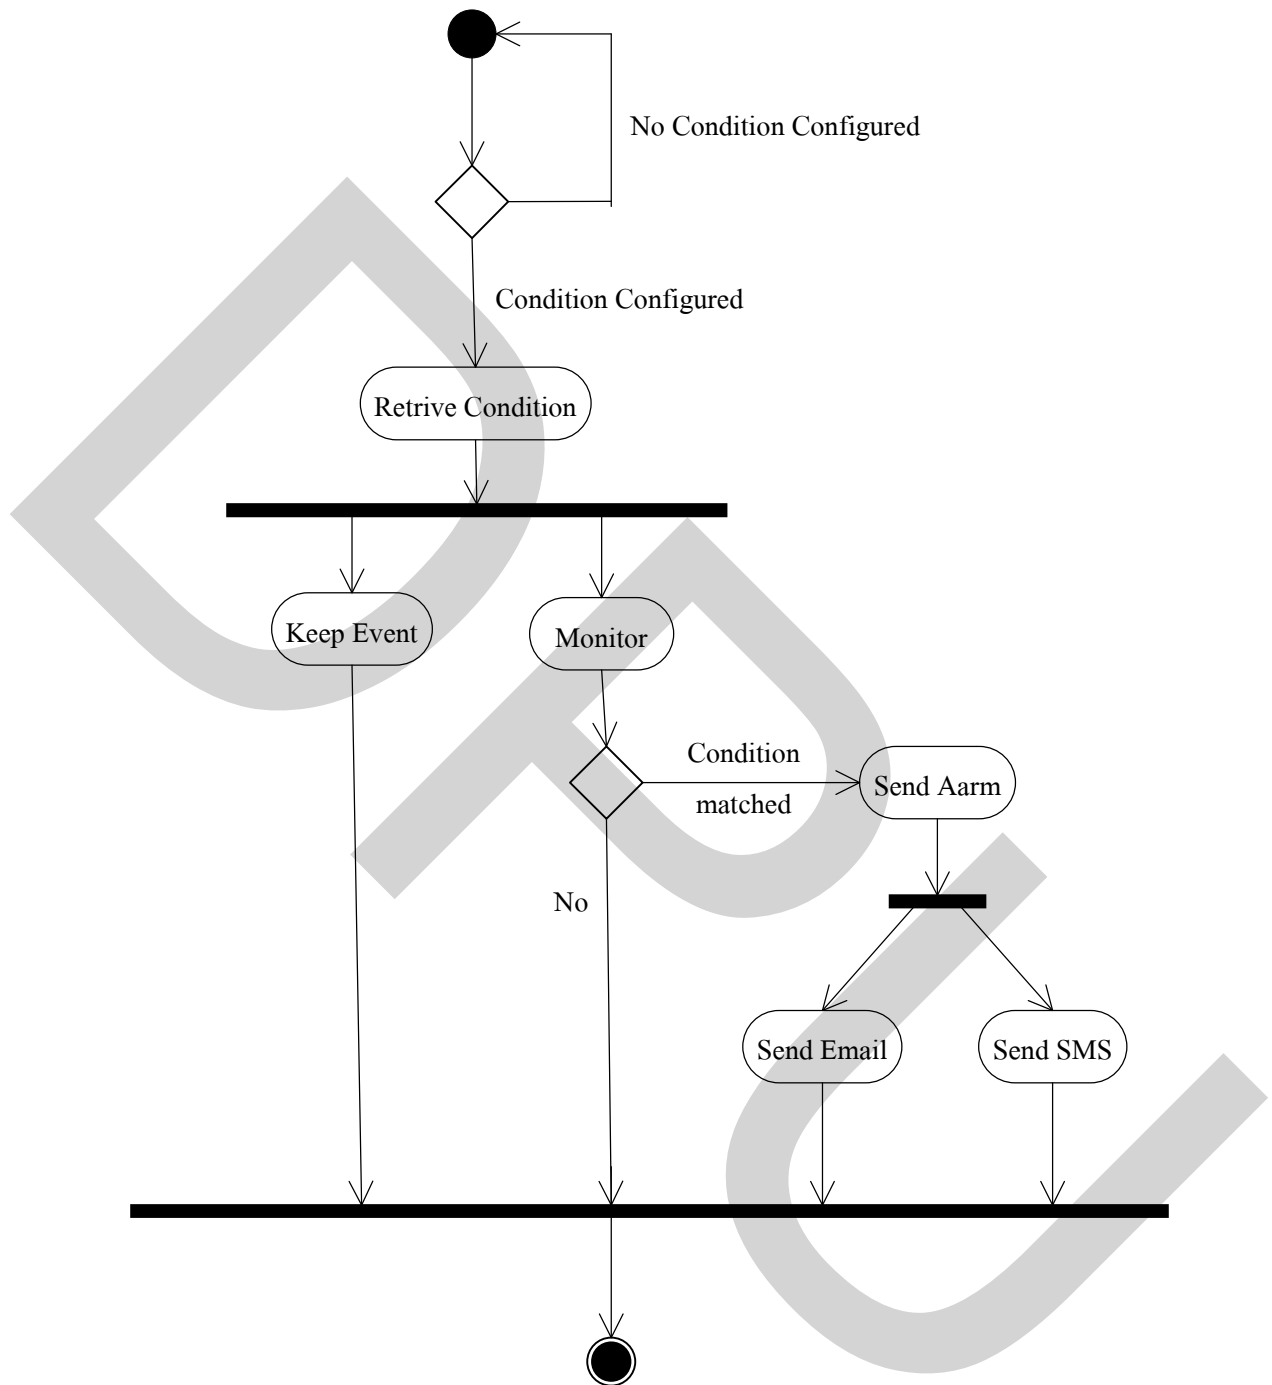 No Condition Configured
Condition Configured
Retrive Condition
Keep Event
Monitor
Condition
matched
Send Aarm
No
Send Email
Send SMS
DPU